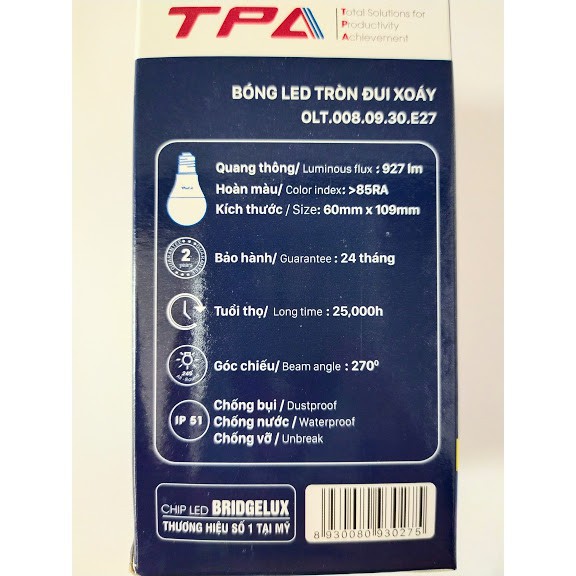 TPA
Total Solutions for
Productivity
Achievement
BÓNG LED TRÒN ĐUI XOÁY
OLT.008.09.30.E27
Quang thông/ Luminous flux : 927 lm
Hoàn màu/ Color index: >85RA
Kích thước / Size: 60mm x 109mm
2
years
Bảo hành/ Guarantee : 24 tháng
Tuổi thọ/ Long time : 25,000h
Góc chiếu/ Beam angle : 270⁰
IP 51
Chống bụi / Dustproof
Chống nước / Waterproof
Chống vỡ / Unbreak
CHIP LED BRIDGELUX
THƯƠNG HIỆU SỐ 1 TẠI MỸ
8 930080 930275